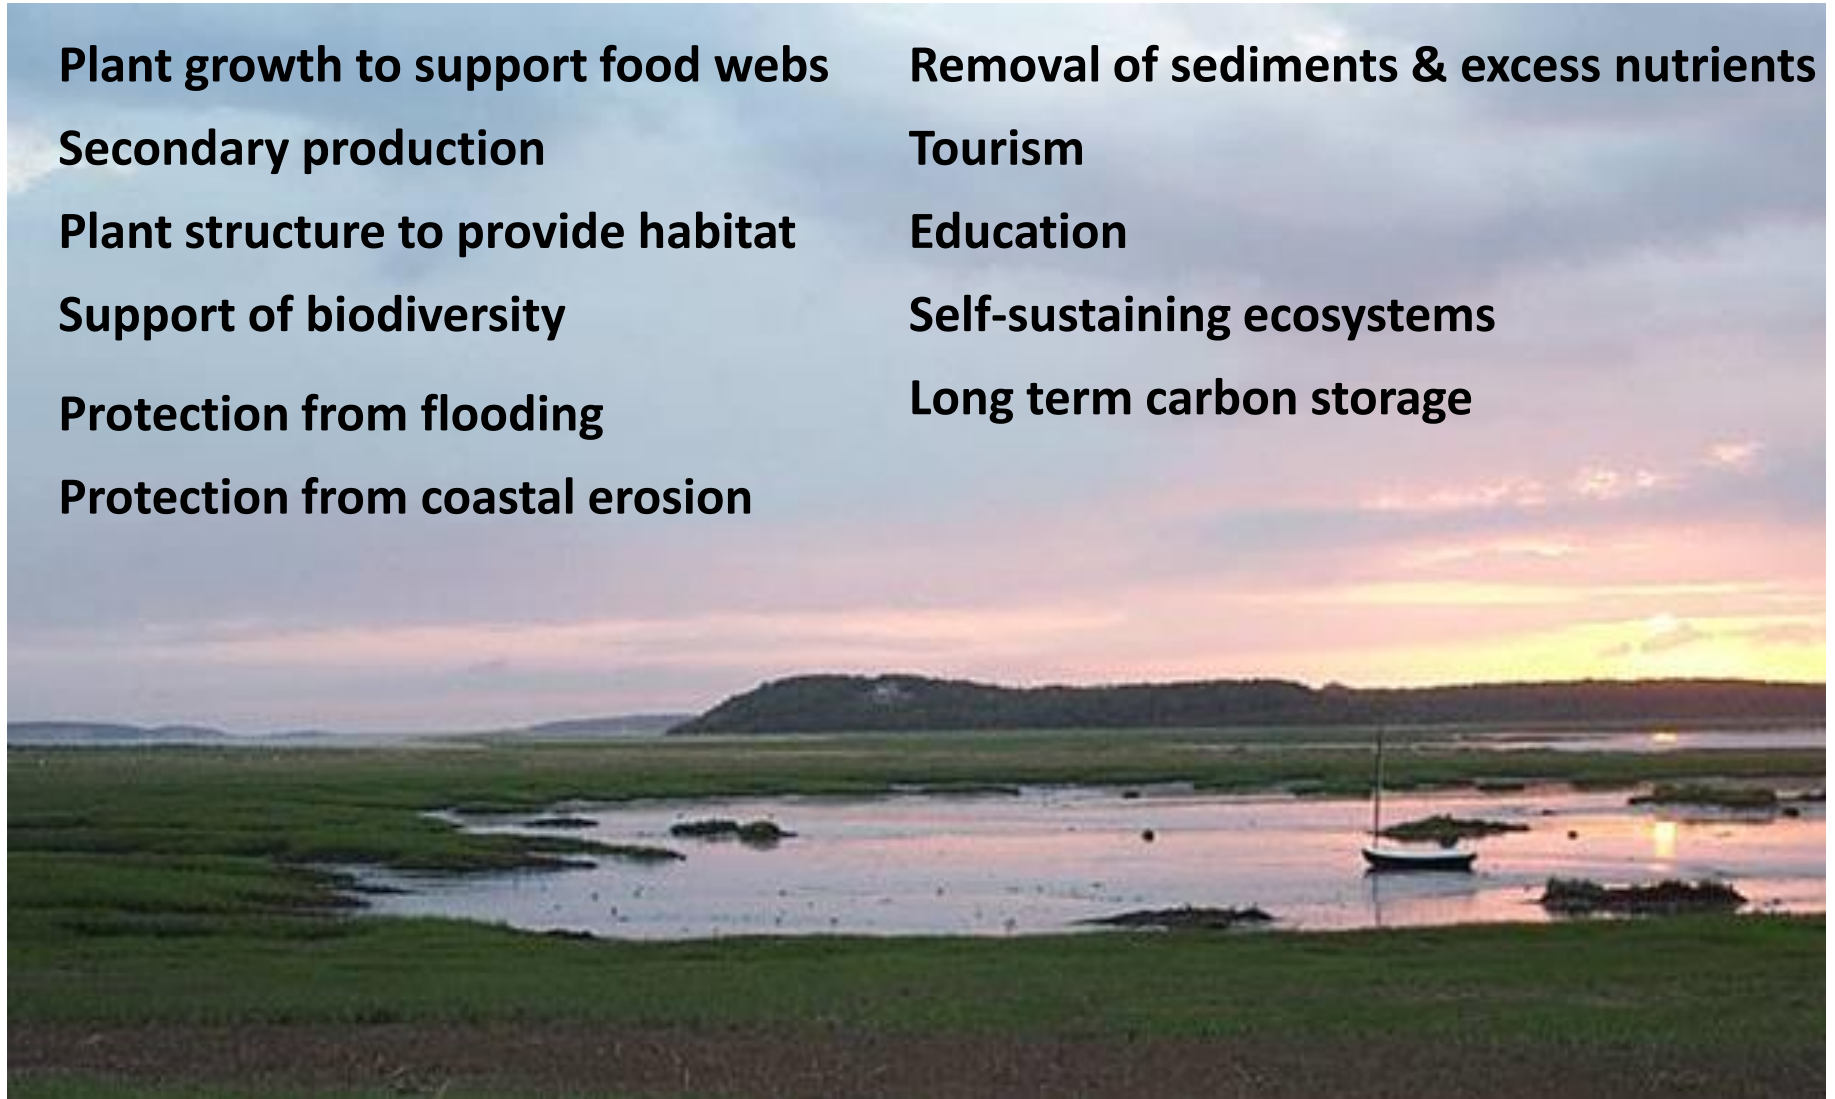 Plant growth to support food webs
Secondary production
Plant structure to provide habitat
Support of biodiversity
Protection from flooding
Protection from coastal erosion
Removal of sediments & excess nutrients
Tourism
Education
Self-sustaining ecosystems
Long term carbon storage